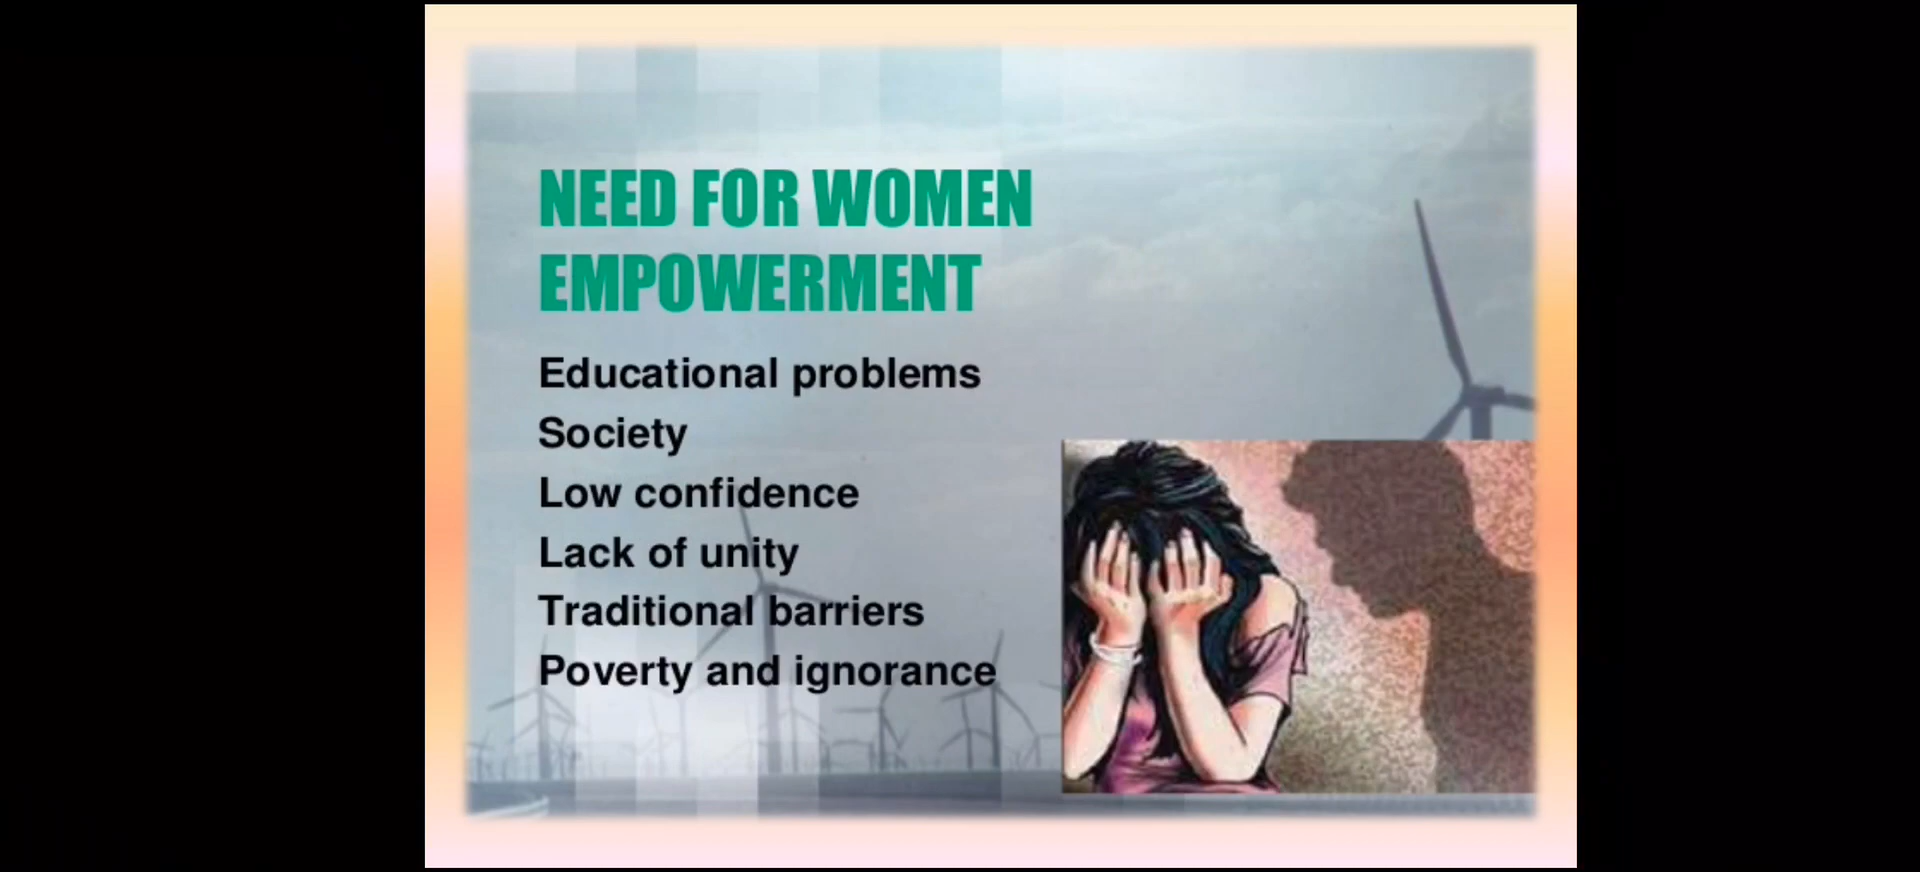 NEED FOR WOMEN
EMPOWERMENT
Educational problems
Society
Low confidence
Lack of unity
Traditional barriers
Poverty and ignorance